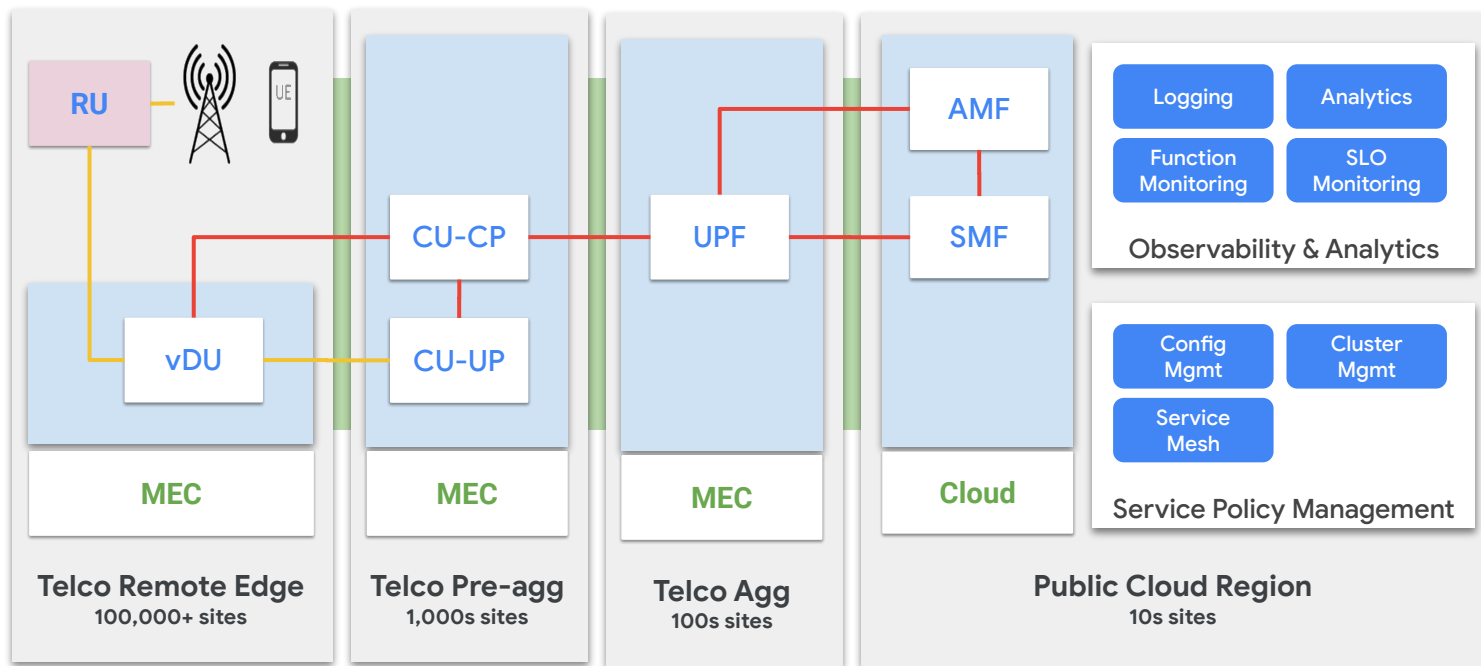 RU
UE
vDU
MEC
Telco Remote Edge
100,000+ sites
CU-CP
CU-UP
MEC
Telco Pre-agg
1,000s sites
UPF
MEC
Telco Agg
100s sites
AMF
SMF
Cloud
Logging
Analytics
Function
Monitoring
SLO
Monitoring
Observability & Analytics
Config
Mgmt
Cluster
Mgmt
Service
Mesh
Service Policy Management
Public Cloud Region
10s sites